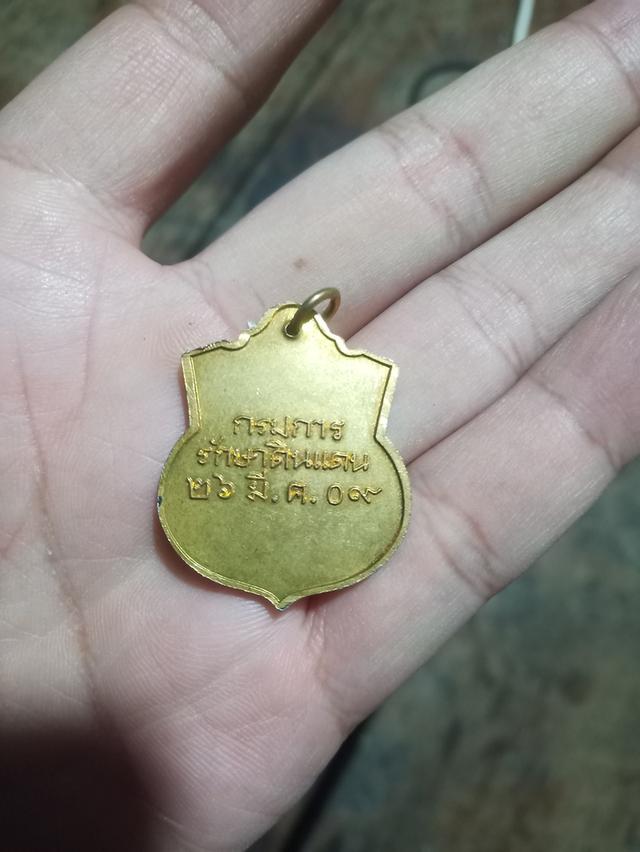 กรมการ
รักษาดินแดน
๒๖ มี. ค. ๐๙